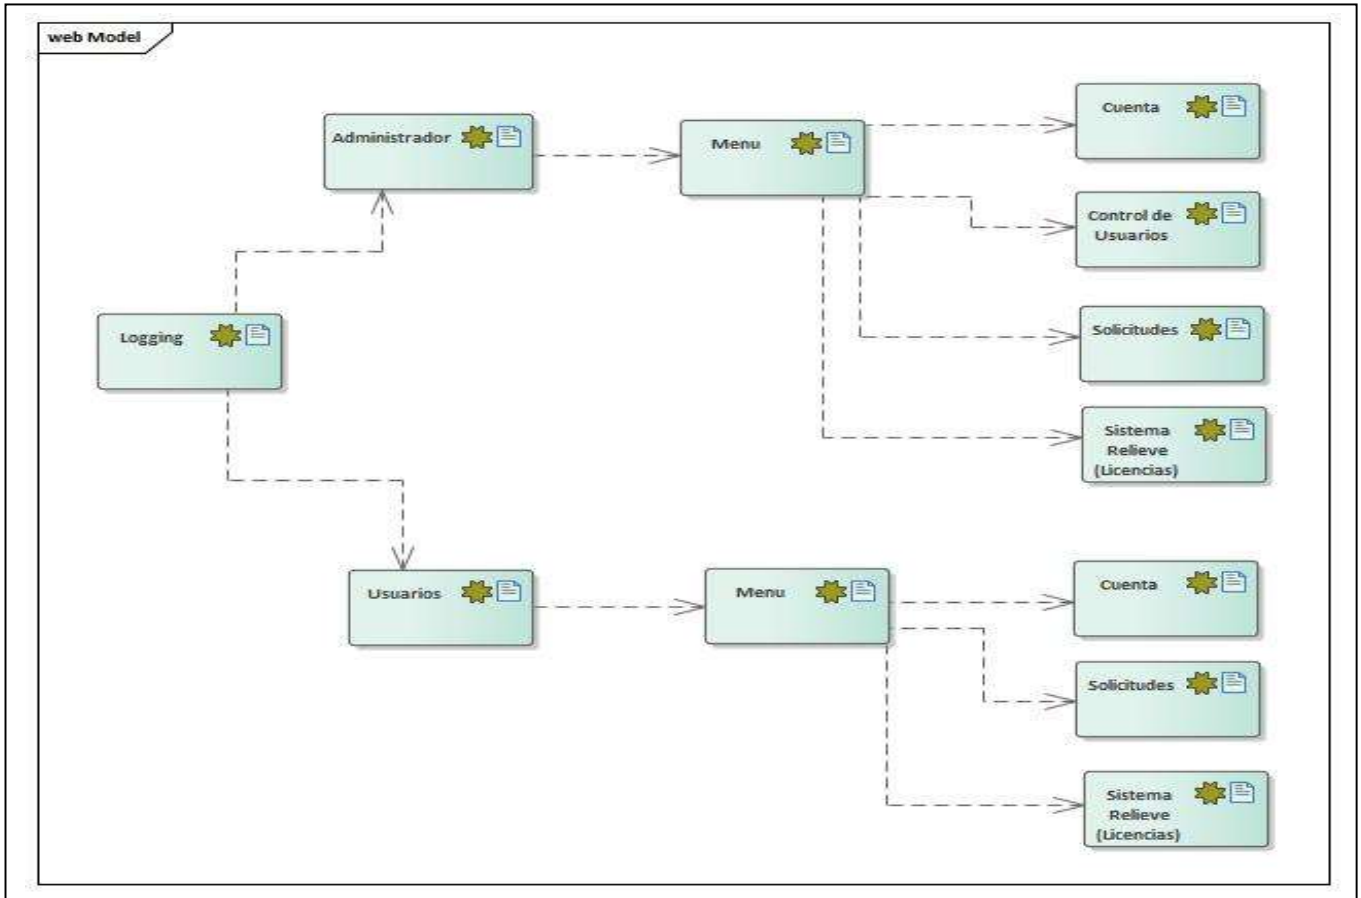 web Model
Logging
Administrador
Menu
Cuenta
Control de
Usuarios
Solicitudes
Sistema
Relieve
(Licencias)
Usuarios
Menu
Cuenta
Solicitudes
Sistema
Relieve
(Licencias)